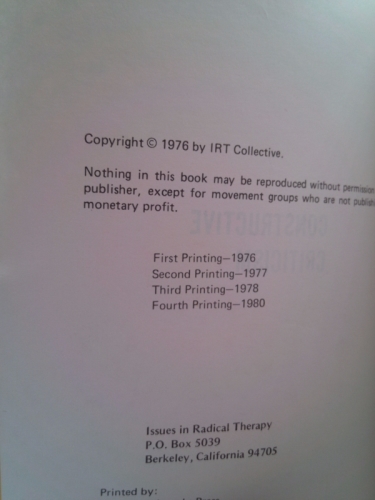 Copyright © 1976 by IRT Collective.
Nothing in this book may be reproduced without permission
publisher, except for movement groups who are not
monetary profit.
CONSTRUCTIVE
First Printing—1976
Second Printing—1977
Third Printing—1978
Fourth Printing—1980
Issues in Radical Therapy
P.O. Box 5039
Berkeley, California 94705
Printed by: